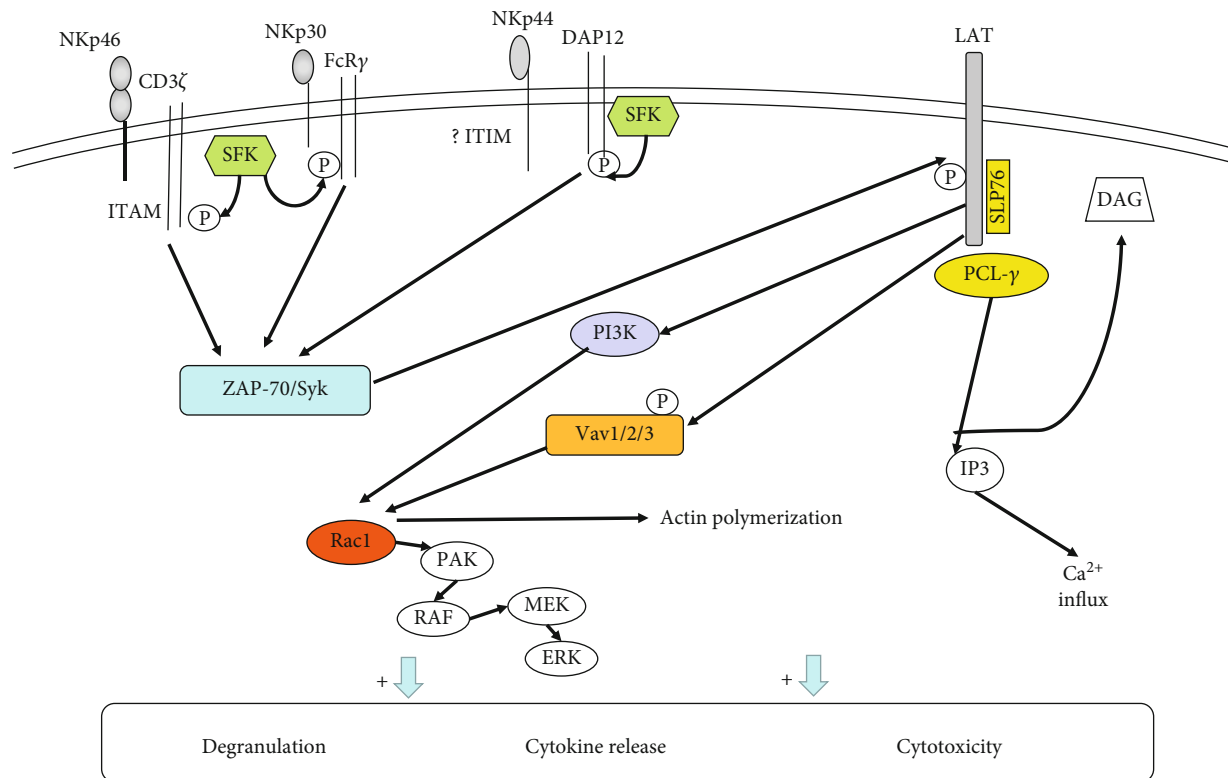 NKp46
CD3ζ
NKp30
FcRγ
NKp44
DAP12
LAT
SFK
? ITIM
SFK
P
P
P
P
ITAM
SLP76
DAG
PCL-γ
PI3K
ZAP-70/Syk
P
Vav1/2/3
IP3
Actin polymerization
Rac1
PAK
Ca2+
influx
RAF
MEK
ERK
+
+
Degranulation
Cytokine release
Cytotoxicity